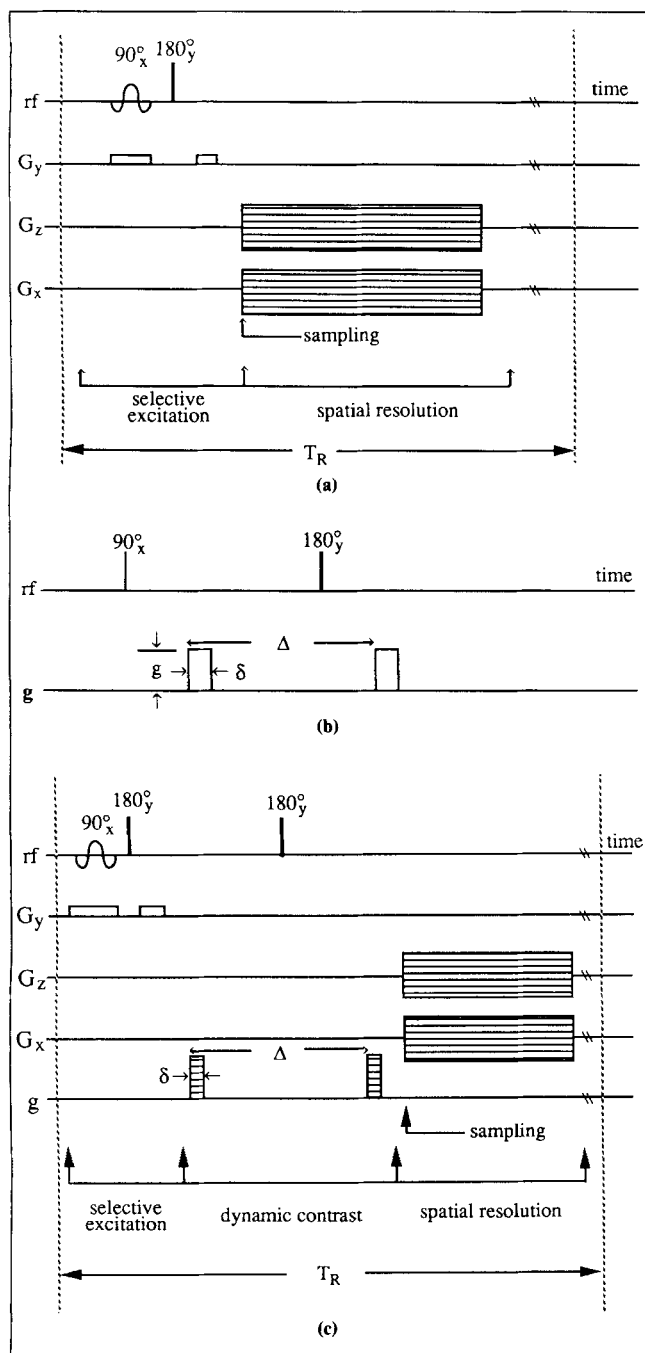 90°x 180°y
time
rf
Gy
Gz
Gx
sampling
selective excitation
spatial resolution
TR
(a)
90°x 180°y
time
rf
Δ
g δ
g
(b)
180°y 180°y
90°x
time
rf
Gy
Gz
Gx
Δ
δ
g
sampling
selective excitation
dynamic contrast
spatial resolution
TR
(c)